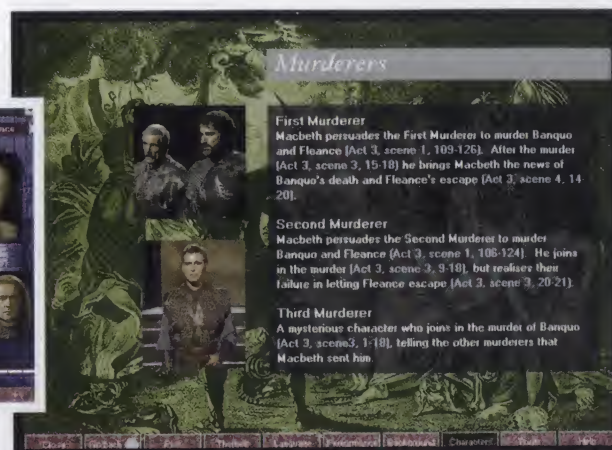 Murderers
First Murderer
Macbeth persuades the First Murderer to murder Banquo
and Fleance (Act 3, scene 1, 109-126). After the murder
(Act 3, scene 3, 15-18) he brings Macbeth the news of
Banquo's death and Fleance's escape (Act 3, scene 4, 14-
20).
Second Murderer
Macbeth persuades the Second Murderer to murder
Banquo and Fleance (Act 3, scene 1, 106-124). He joins
in the murder (Act 3, scene 3, 9-18), but realises their
failure in letting Fleance escape (Act 3, scene 3, 20-21).
Third Murderer
A mysterious character who joins in the murder of Banquo
(Act 3, scene3, 1-18), telling the other murderers that
Macbeth sent him.
Close Go back Themes Language Performance Background Characters Help